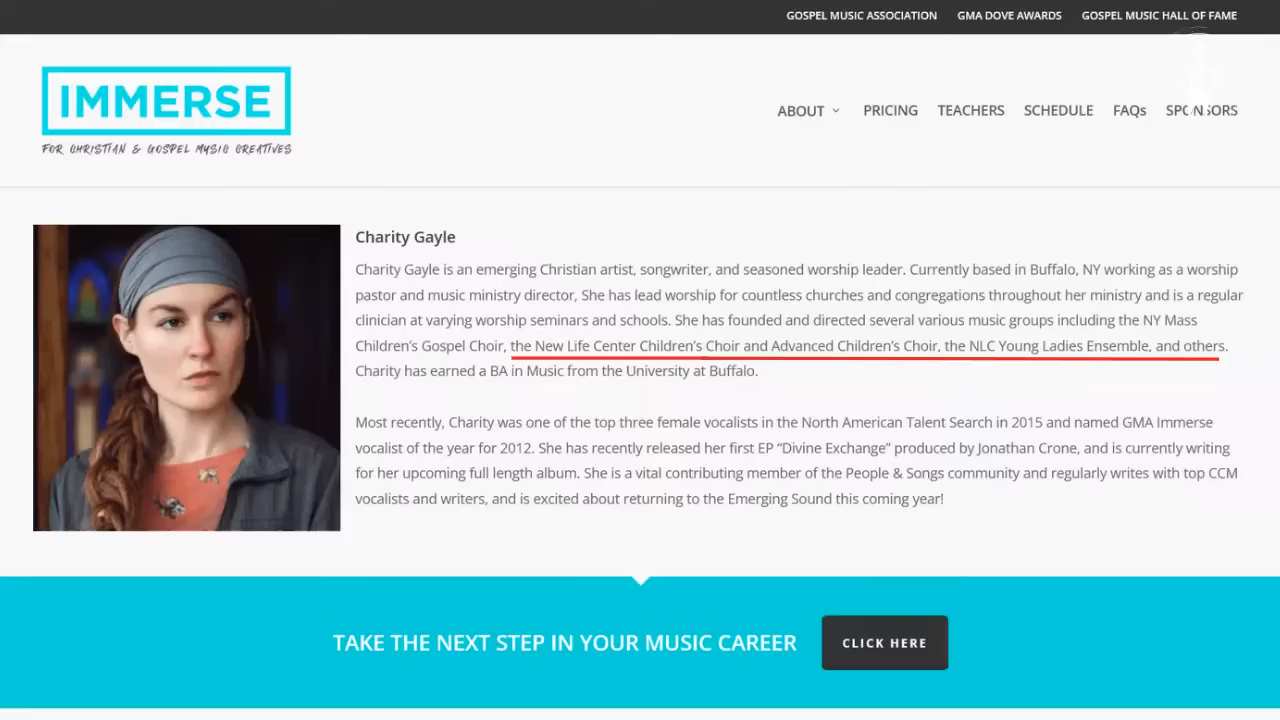 GOSPEL MUSIC ASSOCIATION GMA DOVE AWARDS GOSPEL MUSIC HALL OF FAME
IMMERSE
FOR CHRISTIAN & GOSPEL MUSIC CREATIVES
ABOUT PRICING TEACHERS SCHEDULE FAQs SPONSORS
Charity Gayle
Charity Gayle is an emerging Christian artist, songwriter, and seasoned worship leader. Currently based in Buffalo, NY working as a worship
pastor and music ministry director, She has lead worship for countless churches and congregations throughout her ministry and is a regular
clinician at varying worship seminars and schools. She has founded and directed several various music groups including the NY Mass
Children's Gospel Choir, the New Life Center Children's Choir and Advanced Children's Choir, the NLC Young Ladies Ensemble, and others.
Charity has earned a BA in Music from the University at Buffalo.
Most recently, Charity was one of the top three female vocalists in the North American Talent Search in 2015 and named GMA Immerse
vocalist of the year for 2012. She has recently released her first EP “Divine Exchange” produced by Jonathan Crone, and is currently writing
for her upcoming full length album. She is a vital contributing member of the People & Songs community and regularly writes with top CCM
vocalists and writers, and is excited about returning to the Emerging Sound this coming year!
TAKE THE NEXT STEP IN YOUR MUSIC CAREER CLICK HERE